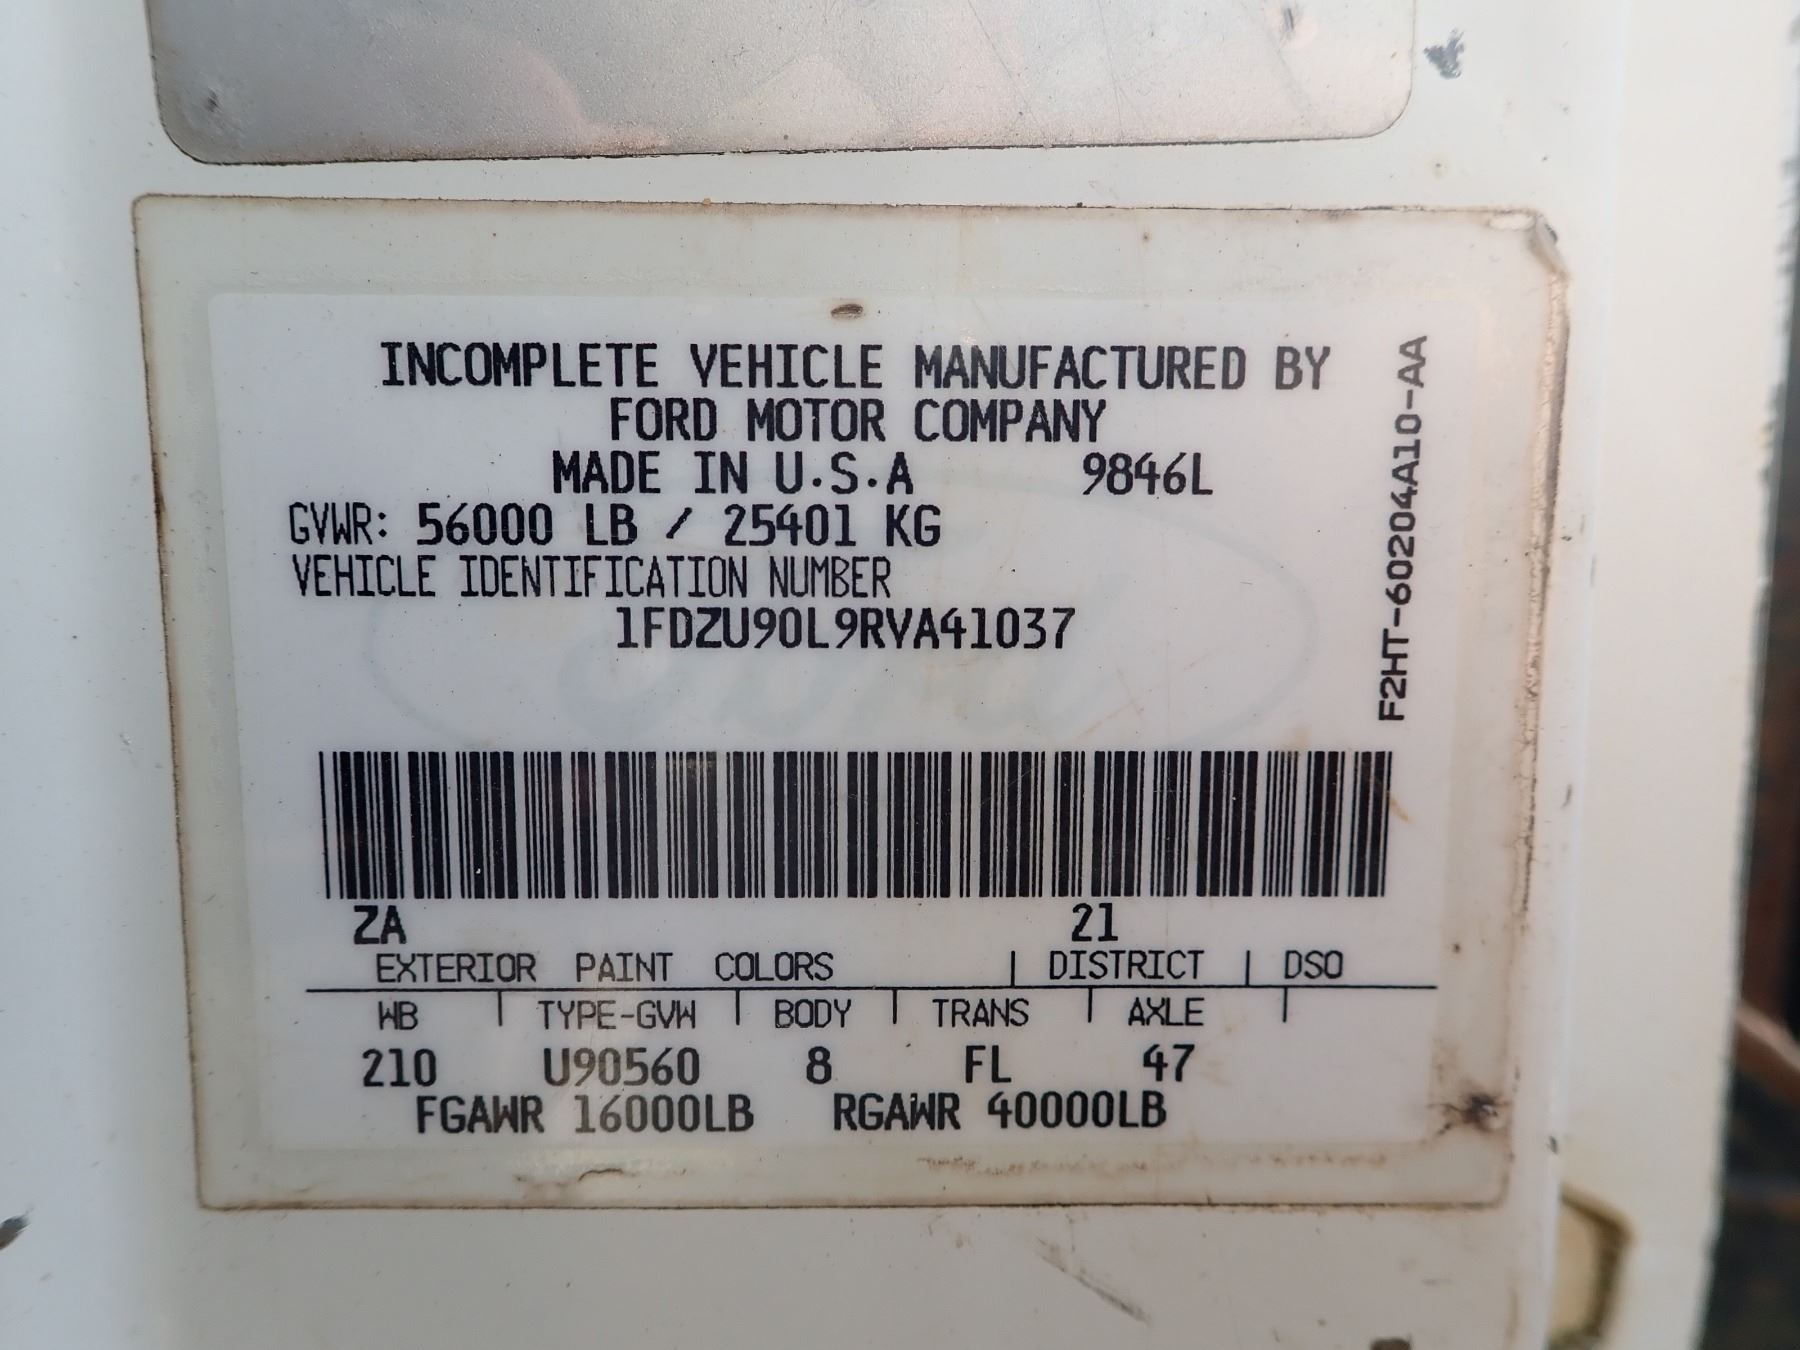 INCOMPLETE VEHICLE MANUFACTURED BY
FORD MOTOR COMPANY
MADE IN U.S.A 9846L
GVWR: 56000 LB / 25401 KG
VEHICLE IDENTIFICATION NUMBER
1FDZU90L9RVA41037
F2HT-60204A10-AA
Ford
ZA 21
EXTERIOR PAINT COLORS | DISTRICT | DSO
WB | TYPE-GVW | BODY | TRANS | AXLE |
210 U90560 8 FL 47
FGAWR 16000LB RGAWR 40000LB